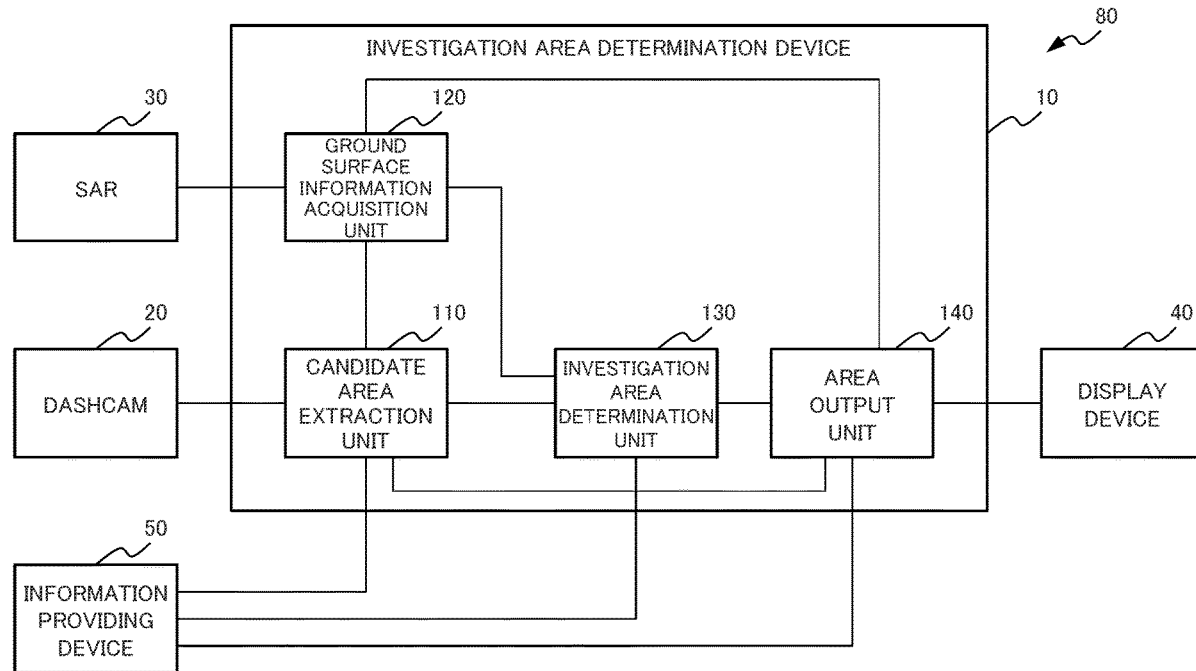 80
INVESTIGATION AREA DETERMINATION DEVICE
10
30
120
SAR
GROUND
SURFACE
INFORMATION
ACQUISITION
UNIT
20
110
130
140
40
DASHCAM
CANDIDATE
AREA
EXTRACTION
UNIT
INVESTIGATION
AREA
DETERMINATION
UNIT
AREA
OUTPUT
UNIT
DISPLAY
DEVICE
50
INFORMATION
PROVIDING
DEVICE